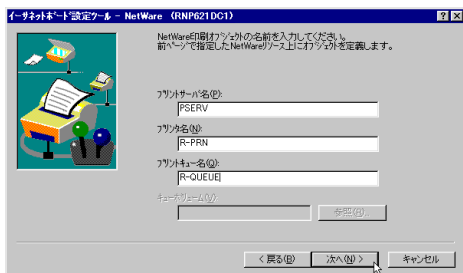 イーサネットボード設定ツール - NetWare (RNP621DC1)
NetWare印刷オブジェクトの名前を入力してください。
前ページで指定したNetWareリソース上にオブジェクトを定義します。
プリントサーバ名(P):
PSERV
プリンタ名(N):
R-PRN
プリントキュー名(Q):
R-QUEUE
キューボリューム(V):
参照(R)...
< 戻る(B)
次へ(N) >
キャンセル